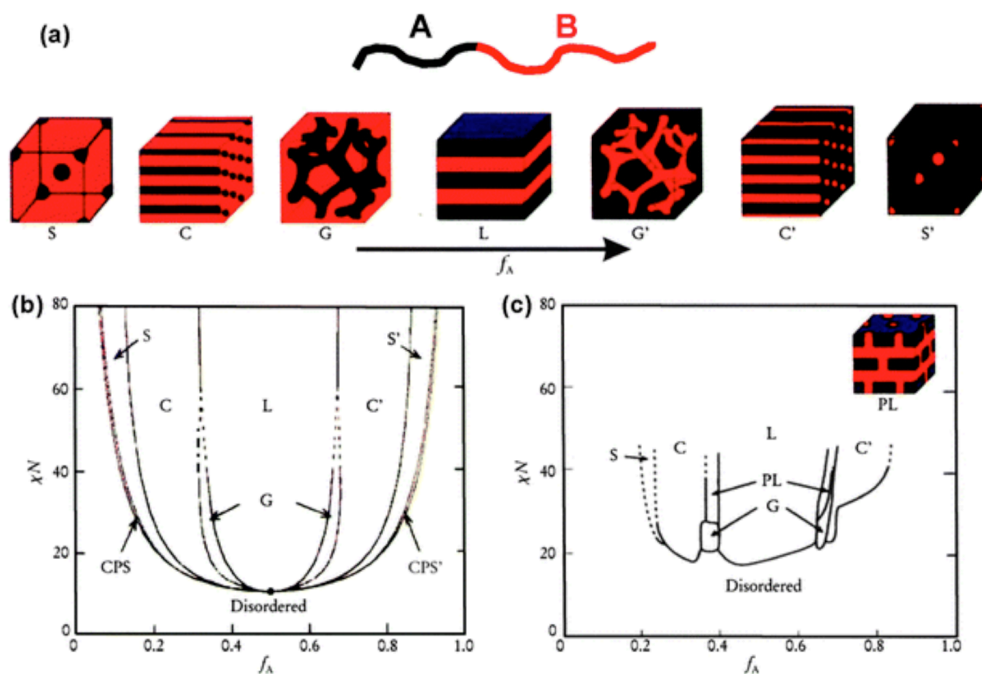 (a)
A B
S C G L G' C' S'
fA
(b)
80
60
40
20
0
χN
S S'
C L C'
G
CPS CPS'
Disordered
0 0.2 0.4 0.6 0.8 1.0
fA
(c)
80
60
40
20
0
χN
PL
L
S C C'
PL
G
Disordered
0 0.2 0.4 0.6 0.8 1.0
fA